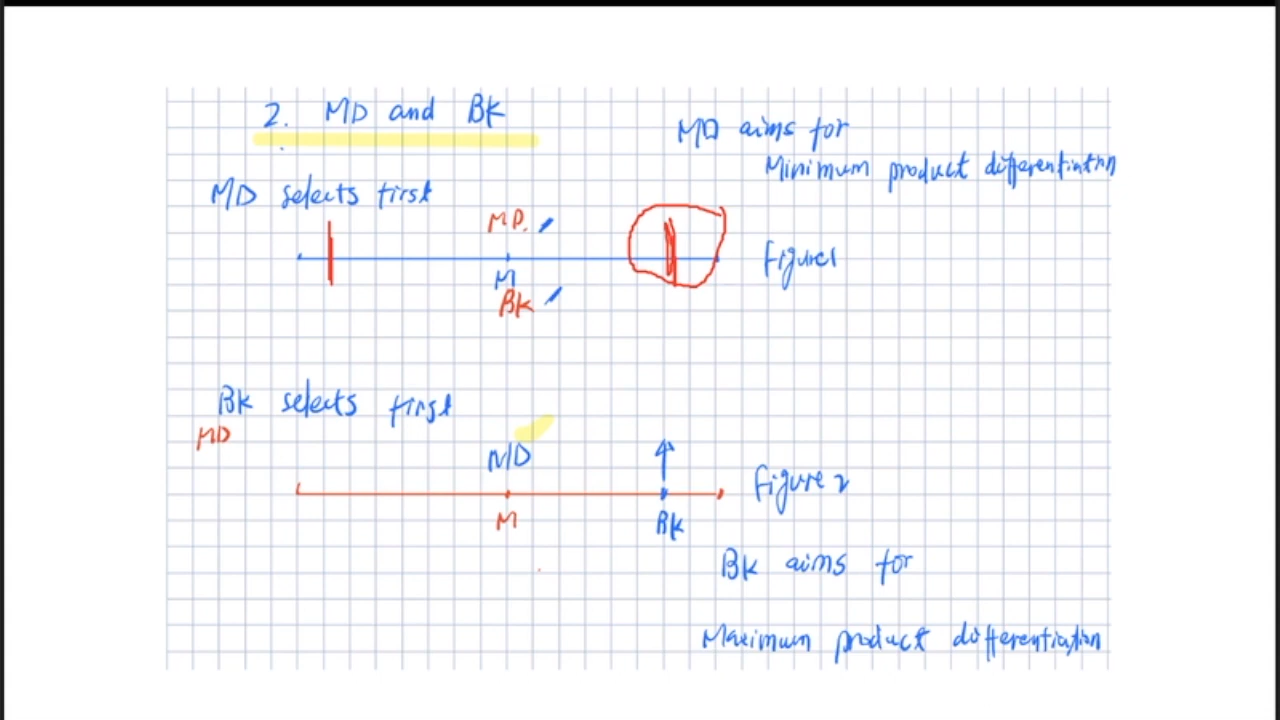 2. MD and BK
MD aims for
Minimum product differentiation
MD selects first
MD.
M
BK
Figure1
BK selects first
MD
MD
M
BK
Figure 2
BK aims for
Maximum product differentiation